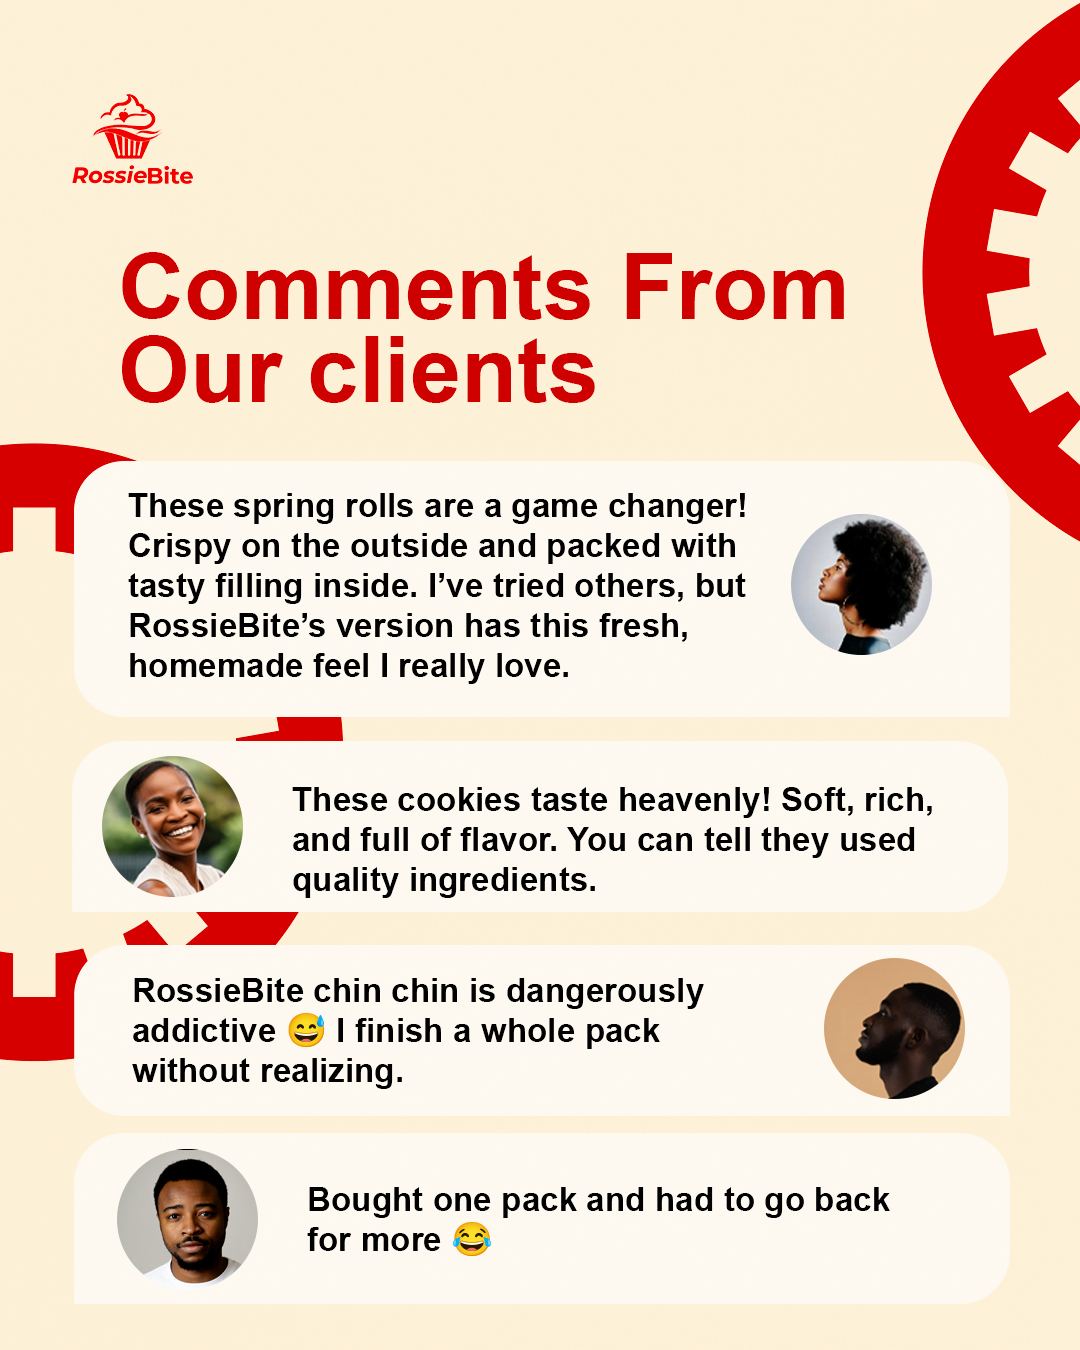 RossieBite
Comments From
Our clients
These spring rolls are a game changer!
Crispy on the outside and packed with
tasty filling inside. I’ve tried others, but
RossieBite’s version has this fresh,
homemade feel I really love.
These cookies taste heavenly! Soft, rich,
and full of flavor. You can tell they used
quality ingredients.
RossieBite chin chin is dangerously
addictive 😅 I finish a whole pack
without realizing.
Bought one pack and had to go back
for more 😂